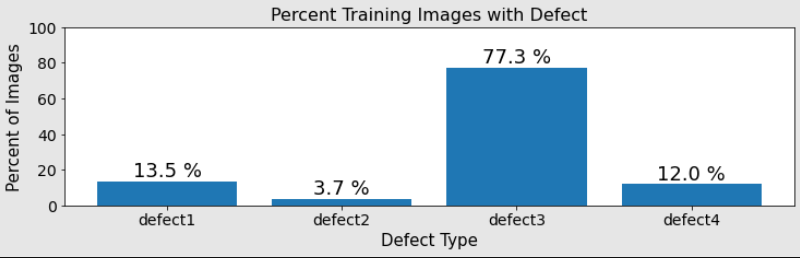 Percent Training Images with Defect
Percent of Images
100
80
60
40
20
0
13.5 %
3.7 %
77.3 %
12.0 %
defect1
defect2
defect3
defect4
Defect Type